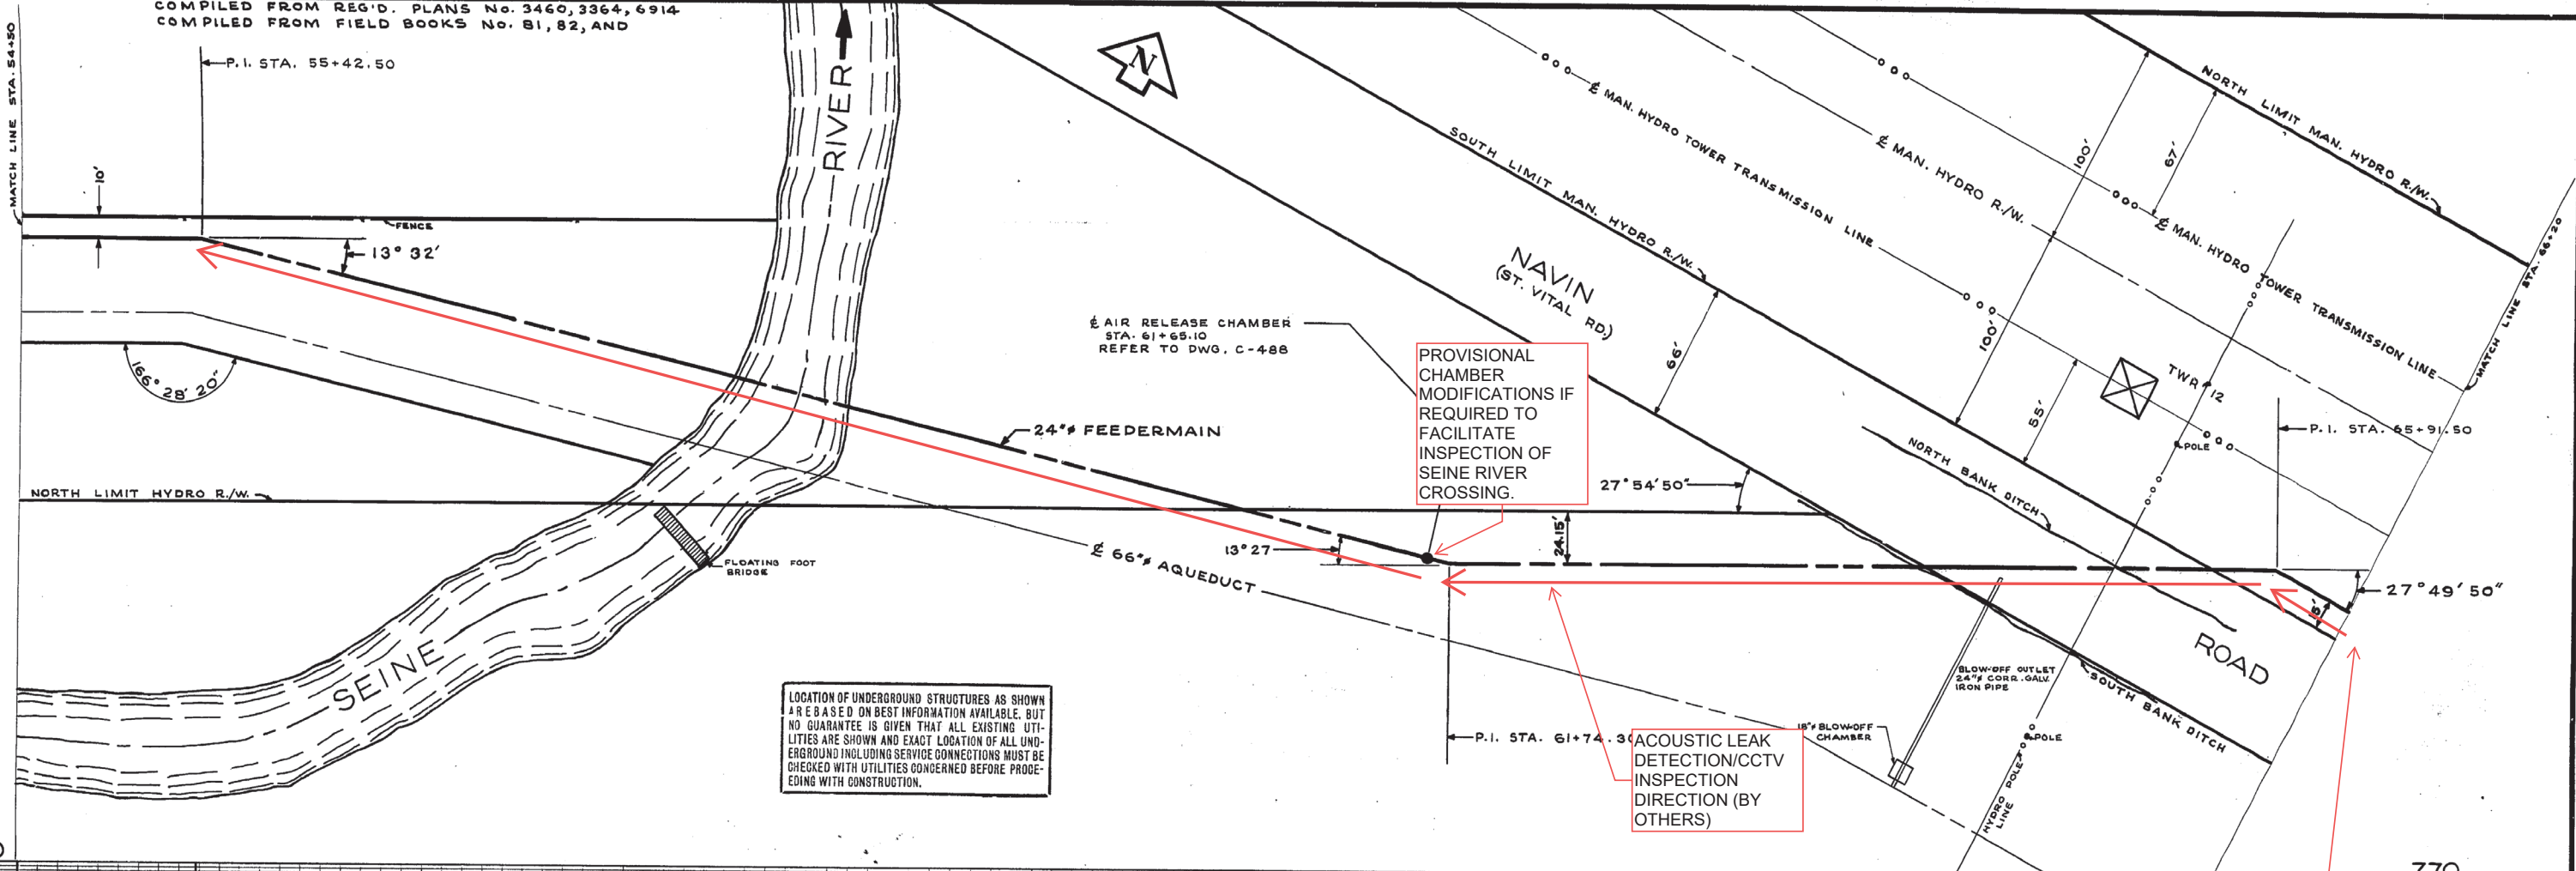 COMPILED FROM REG'D. PLANS No. 3460, 3364, 6914
COMPILED FROM FIELD BOOKS No. 81, 82, AND
MATCH LINE STA. 54+50
P.I. STA. 55+42.50
10'
FENCE
13° 32'
166° 28' 20"
NORTH LIMIT HYDRO R./W.
RIVER
SEINE
FLOATING FOOT
BRIDGE
24"ø FEEDERMAIN
℄ 66"ø AQUEDUCT
N
℄ AIR RELEASE CHAMBER
STA. 61+65.10
REFER TO DWG. C-488
PROVISIONAL
CHAMBER
MODIFICATIONS IF
REQUIRED TO
FACILITATE
INSPECTION OF
SEINE RIVER
CROSSING.
13° 27
24.15'
27° 54' 50"
NAVIN
(ST. VITAL RD.)
66'
SOUTH LIMIT MAN. HYDRO R./W.
℄ MAN. HYDRO TOWER TRANSMISSION LINE
℄ MAN. HYDRO R./W.
100'
67'
100'
55'
NORTH LIMIT MAN. HYDRO R./W.
℄ MAN. HYDRO TOWER TRANSMISSION LINE
MATCH LINE STA. 66+20
TWR 12
POLE
P.I. STA. 65+91.50
NORTH BANK DITCH
27° 49' 50"
5'
ROAD
SOUTH BANK DITCH
BLOW-OFF OUTLET
24"ø CORR. GALV.
IRON PIPE
18"ø BLOW-OFF
CHAMBER
HYDRO POLE
LINE
POLE
P.I. STA. 61+74.30
ACOUSTIC LEAK
DETECTION/CCTV
INSPECTION
DIRECTION (BY
OTHERS)
LOCATION OF UNDERGROUND STRUCTURES AS SHOWN
ARE BASED ON BEST INFORMATION AVAILABLE. BUT
NO GUARANTEE IS GIVEN THAT ALL EXISTING UTI-
LITIES ARE SHOWN AND EXACT LOCATION OF ALL UND-
ERGROUND INCLUDING SERVICE CONNECTIONS MUST BE
CHECKED WITH UTILITIES CONCERNED BEFORE PROCE-
EDING WITH CONSTRUCTION.